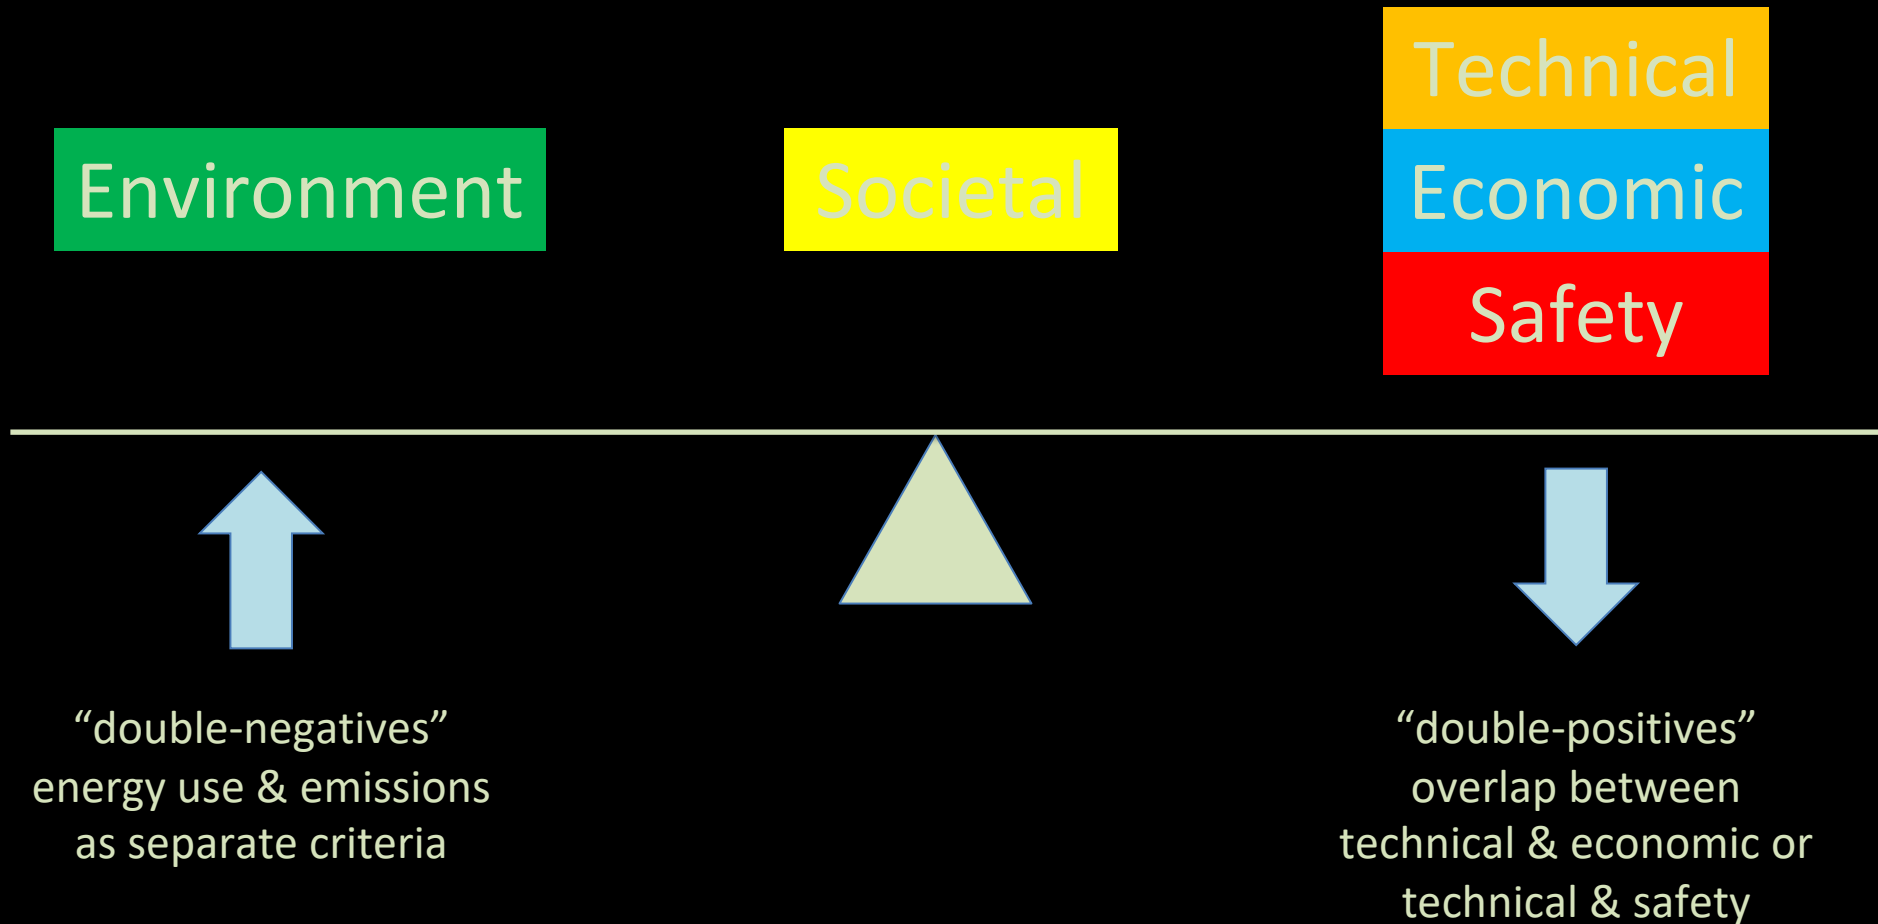 Technical
Environment
Societal
Economic
Safety
“double-negatives”
energy use & emissions
as separate criteria
“double-positives”
overlap between
technical & economic or
technical & safety